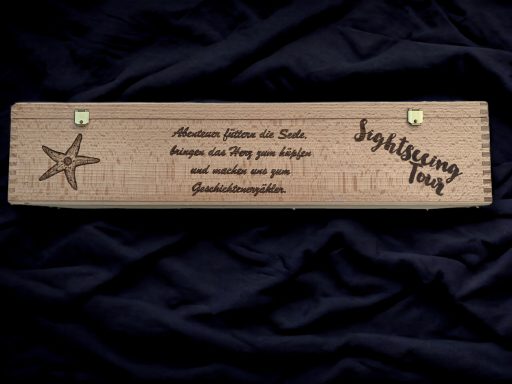 Abenteuer füttern die Seele,
bringen das Herz zum hüpfen
und machen uns zum
Geschichtenerzähler.
Sightseeing
Tour